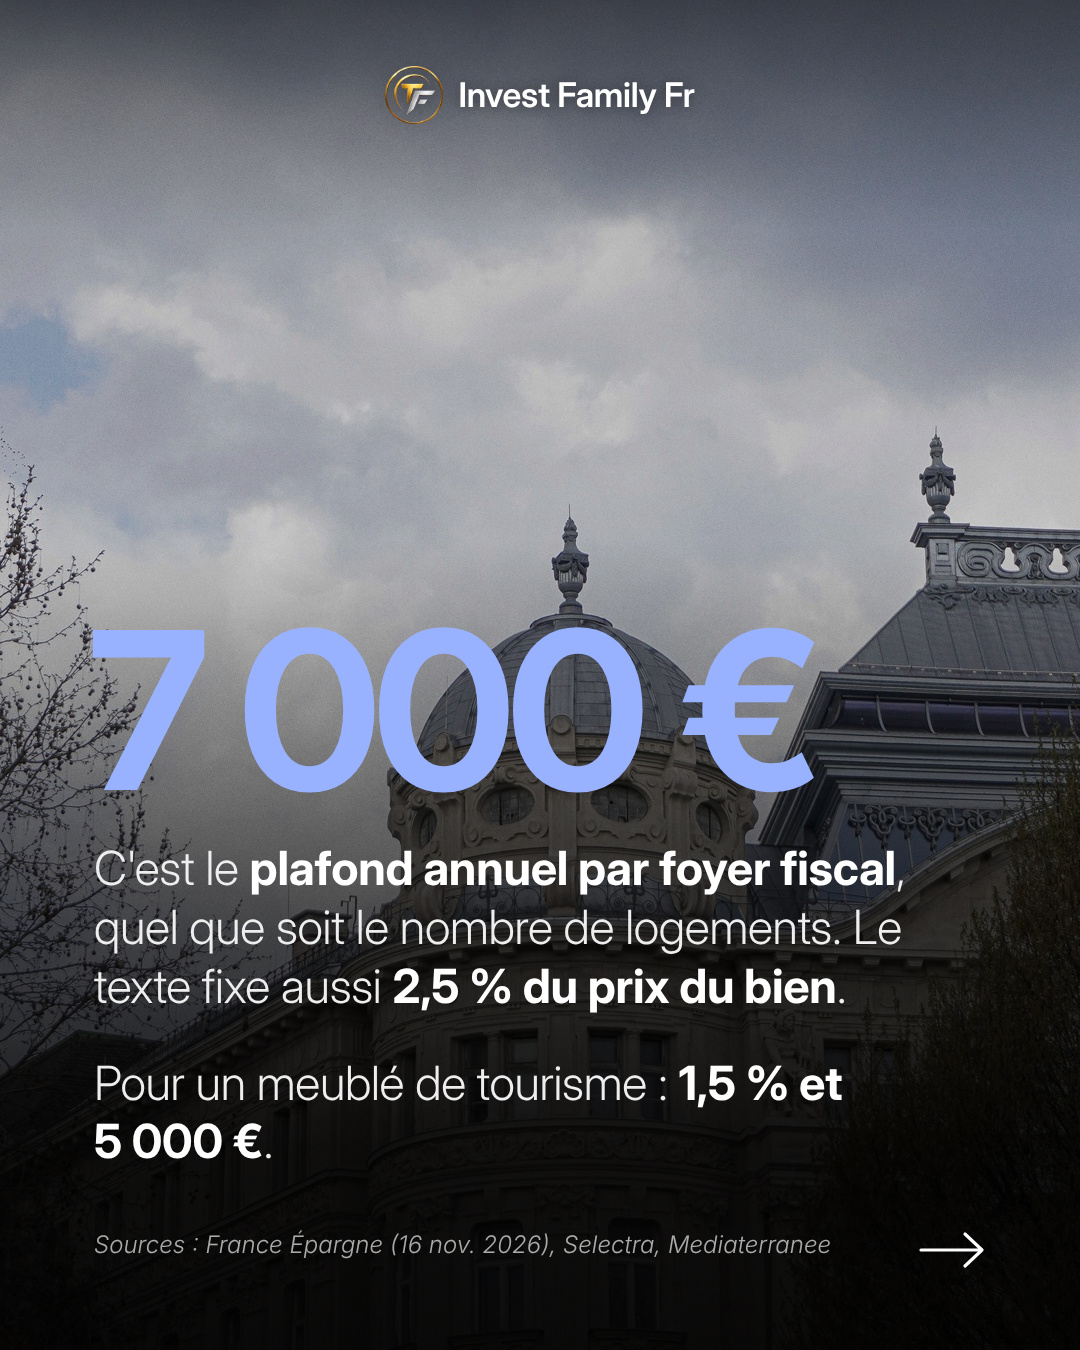 Invest Family Fr
7 000 €
C'est le plafond annuel par foyer fiscal,
quel que soit le nombre de logements. Le
texte fixe aussi 2,5 % du prix du bien.
Pour un meublé de tourisme : 1,5 % et
5 000 €.
Sources : France Épargne (16 nov. 2026), Selectra, Mediaterranee